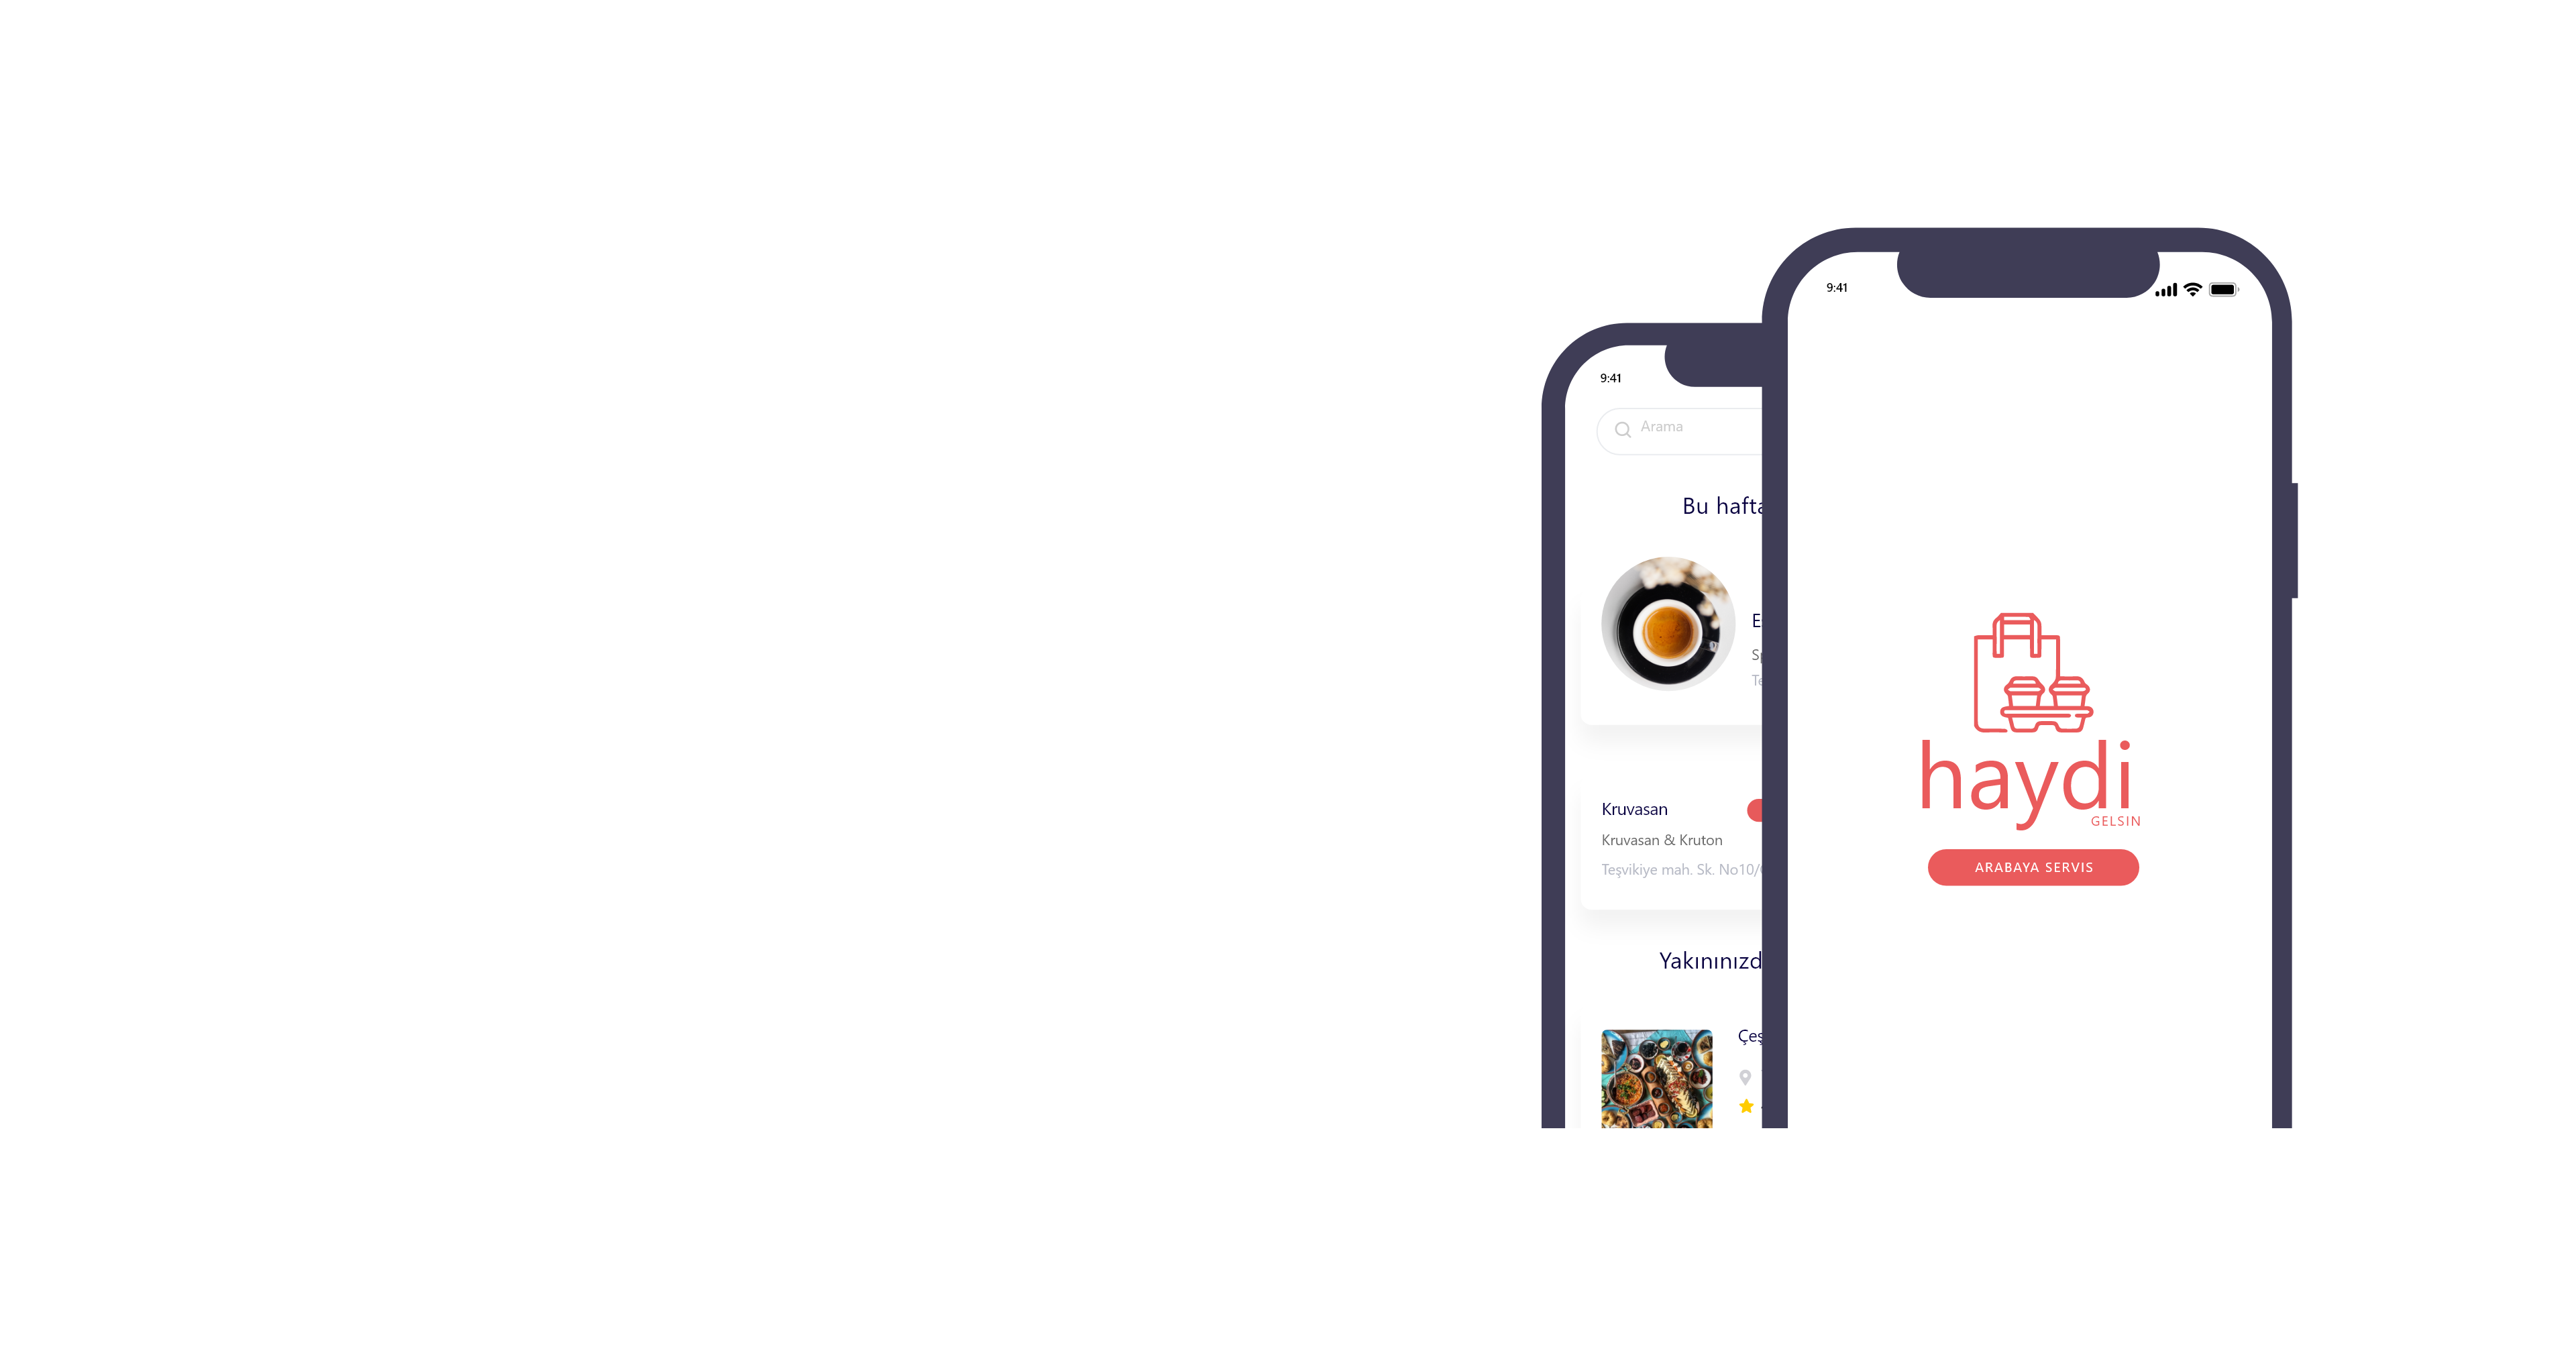 9:41
Arama
Bu hafta
Kruvasan
Kruvasan & Kruton
Teşvikiye mah. Sk. No10/
Yakınınızd
Çeş
9:41
haydi
GELSIN
ARABAYA SERVIS